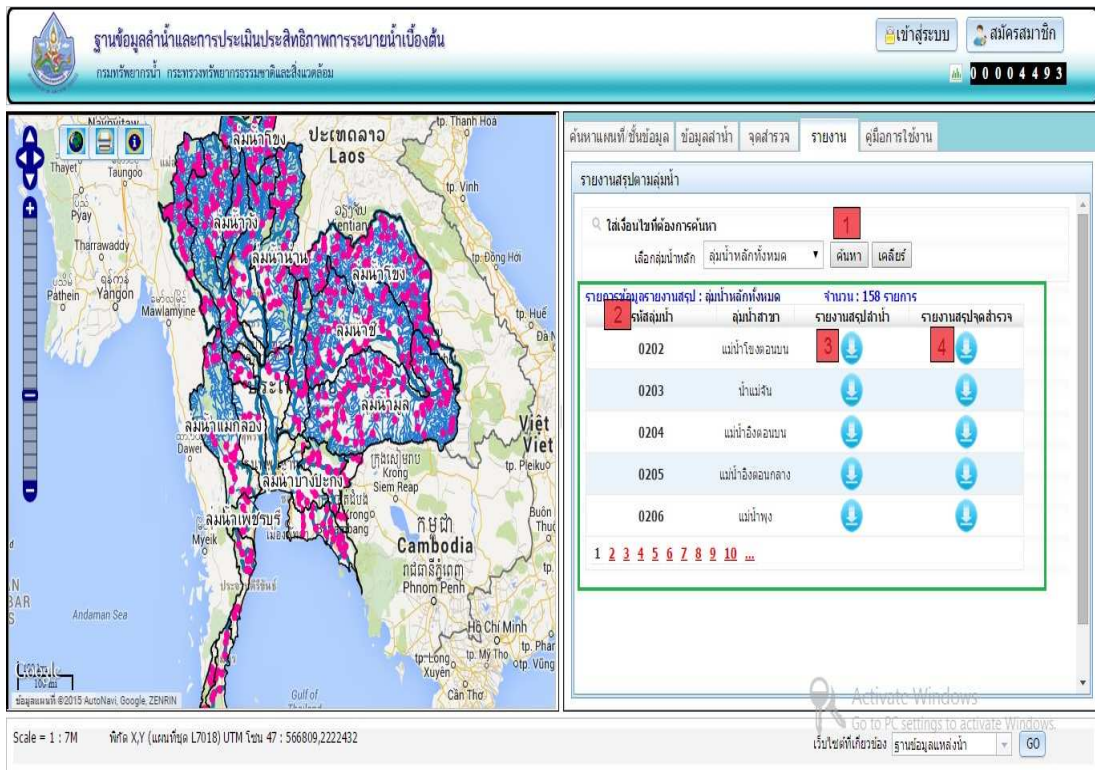 ฐานข้อมูลลำน้ำและการประเมินประสิทธิภาพการระบายน้ำเบื้องต้น
กรมทรัพยากรน้ำ กระทรวงทรัพยากรธรรมชาติและสิ่งแวดล้อม
เข้าสู่ระบบ
สมัครสมาชิก
00004493
ค้นหาแผนที่/ชั้นข้อมูล
ข้อมูลลำน้ำ
จุดสำรวจ
รายงาน
คู่มือการใช้งาน
รายงานสรุปตามลุ่มน้ำ
ใส่เงื่อนไขที่ต้องการค้นหา
1
เลือกลุ่มน้ำหลัก ลุ่มน้ำหลักทั้งหมด ค้นหา เคลียร์
รายการข้อมูลรายงานสรุป : ลุ่มน้ำหลักทั้งหมด จำนวน : 158 รายการ
2 รหัสลุ่มน้ำ ลุ่มน้ำสาขา รายงานสรุปลำน้ำ รายงานสรุปจุดสำรวจ
0202 แม่น้ำโขงตอนบน 3 4
0203 น้ำแม่จัน
0204 แม่น้ำอิงตอนบน
0205 แม่น้ำอิงตอนกลาง
0206 แม่น้ำพุง
1 2 3 4 5 6 7 8 9 10 ...
tp. Thanh Hoá
ลุ่มน้ำโขง
ประเทศลาว
Laos
Thayet
Taungoo
tp. Vinh
Pyay
ลุ่มน้ำวัง
Tharrawaddy
ลุ่มน้ำน่าน
tp. Đồng Hới
ลุ่มน้ำโขง
Pathein
Yangon
Mawlamyine
tp. Huế
ลุ่มน้ำชี
ลุ่มน้ำมูล
ลุ่มน้ำแม่กลอง
Dawei
Việt
Viet
tp. Pleiku
Krong
Siem Reap
ลุ่มน้ำบางปะกง
ลุ่มน้ำเพชรบุรี
Myeik
កម្ពុជា
Cambodia
រាជធានីភ្នំពេញ
Phnom Penh
Andaman Sea
Hồ Chí Minh
tp. Mỹ Tho
tp. Long
Xuyên
Cần Thơ
Gulf of
Thailand
100 mi
ข้อมูลแผนที่ ©2015 AutoNavi, Google, ZENRIN
Activate Windows
Go to PC settings to activate Windows.
Scale = 1 : 7M พิกัด X,Y (แผนที่ชุด L7018) UTM โซน 47 : 566809,2222432
เว็บไซต์ที่เกี่ยวข้อง ฐานข้อมูลแหล่งน้ำ GO